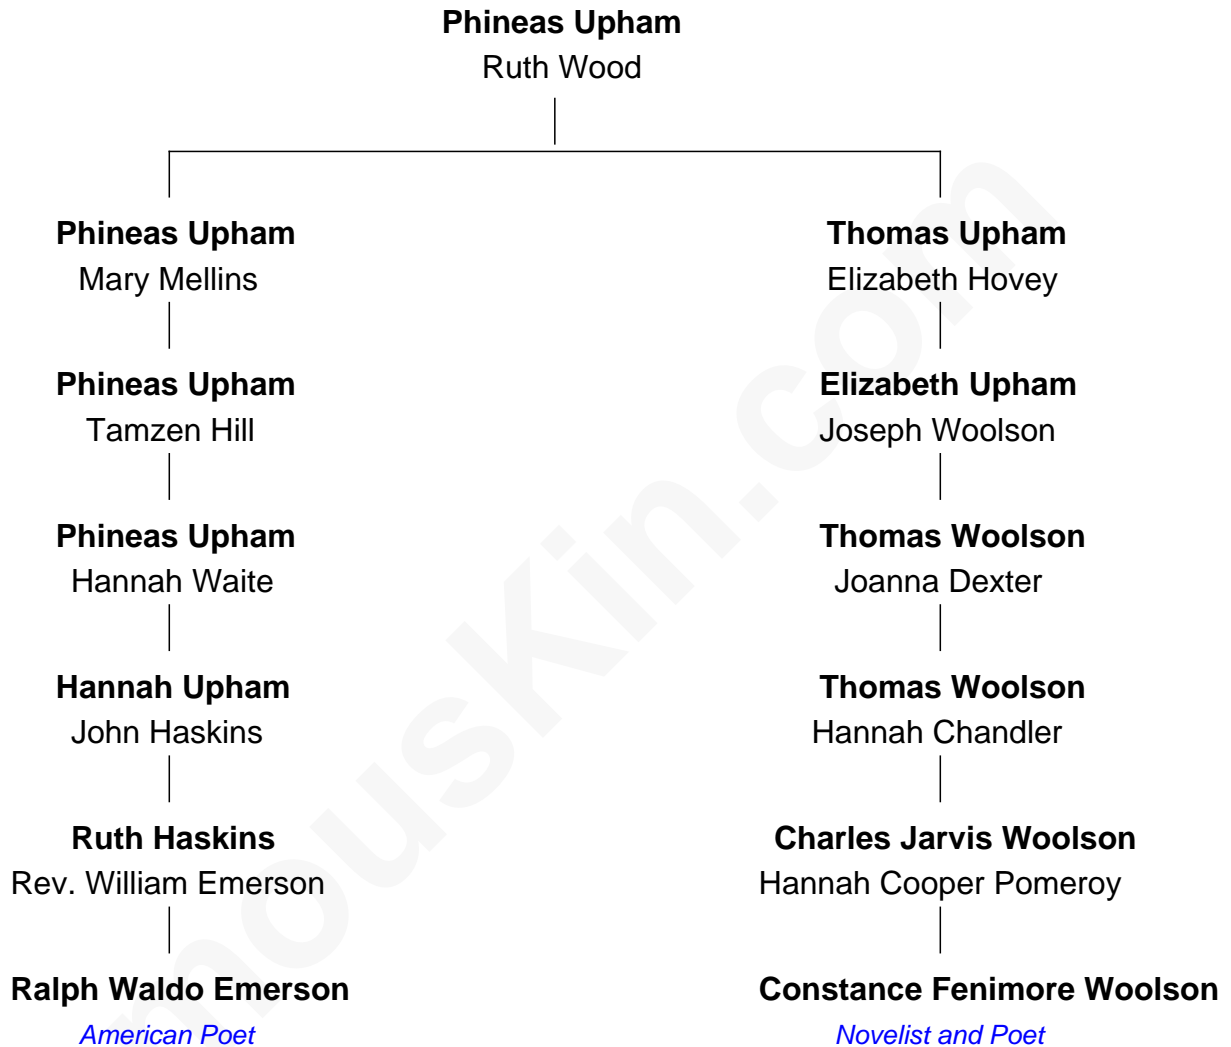 Phineas Upham
Ruth Wood
Phineas Upham
Mary Mellins
Thomas Upham
Elizabeth Hovey
Phineas Upham
Tamzen Hill
Elizabeth Upham
Joseph Woolson
Phineas Upham
Hannah Waite
Thomas Woolson
Joanna Dexter
Hannah Upham
John Haskins
Thomas Woolson
Hannah Chandler
Ruth Haskins
Rev. William Emerson
Charles Jarvis Woolson
Hannah Cooper Pomeroy
Ralph Waldo Emerson
American Poet
Constance Fenimore Woolson
Novelist and Poet
mousKin.com